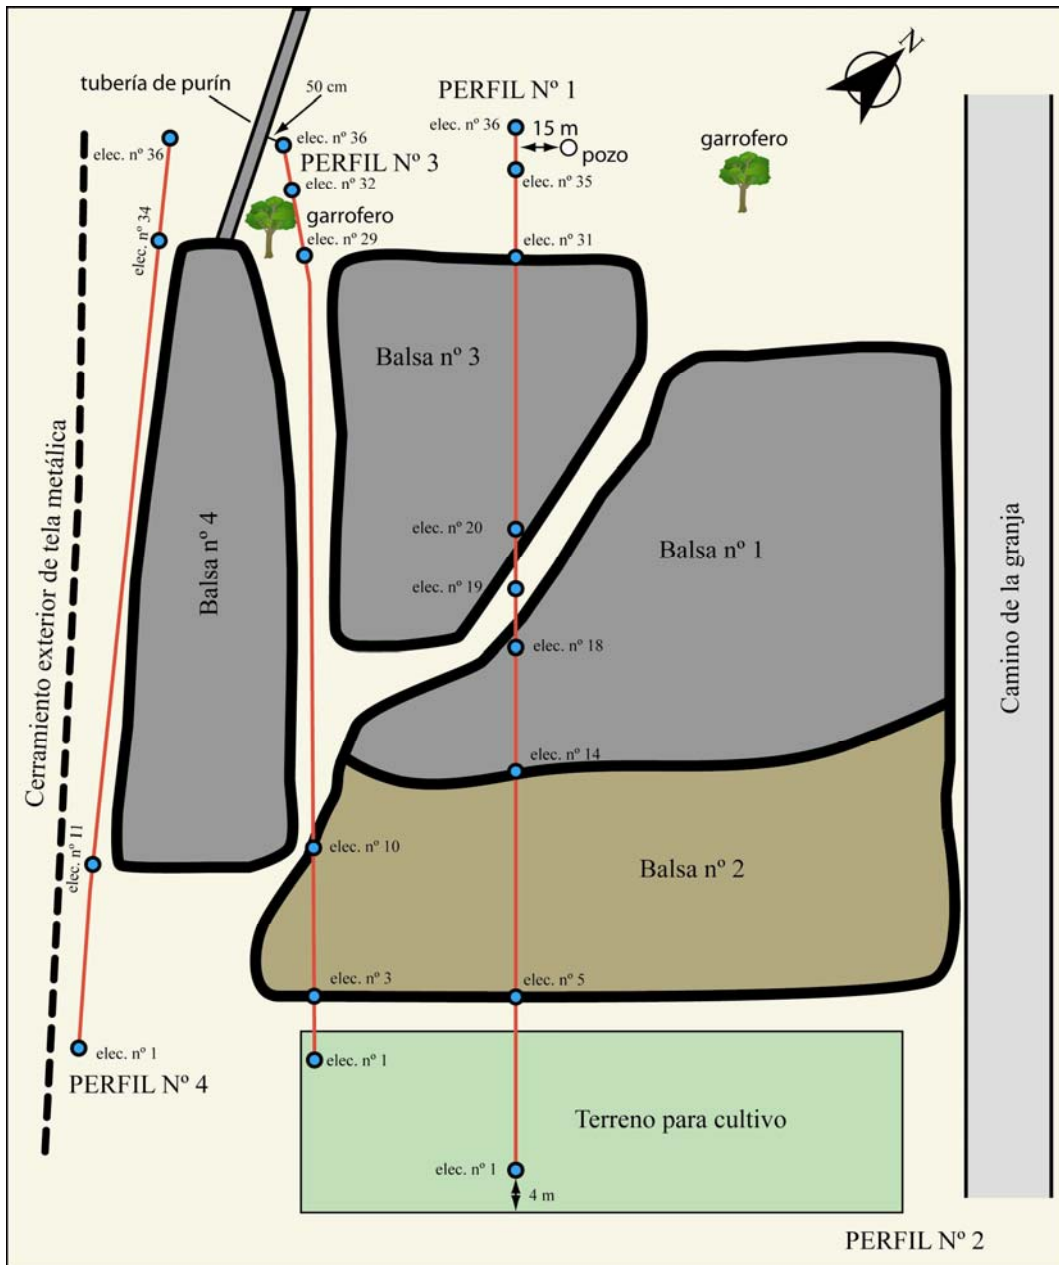 N
tubería de purín
50 cm
PERFIL Nº 1
elec. nº 36
15 m
pozo
garrofero
elec. nº 36
elec. nº 36
PERFIL Nº 3
elec. nº 35
elec. nº 32
garrofero
elec. nº 34
elec. nº 29
elec. nº 31
Balsa nº 3
Cerramiento exterior de tela metálica
Balsa nº 4
elec. nº 20
Balsa nº 1
elec. nº 19
elec. nº 18
Camino de la granja
elec. nº 14
elec. nº 11
elec. nº 10
Balsa nº 2
elec. nº 3
elec. nº 5
elec. nº 1
PERFIL Nº 4
elec. nº 1
Terreno para cultivo
elec. nº 1
4 m
PERFIL Nº 2